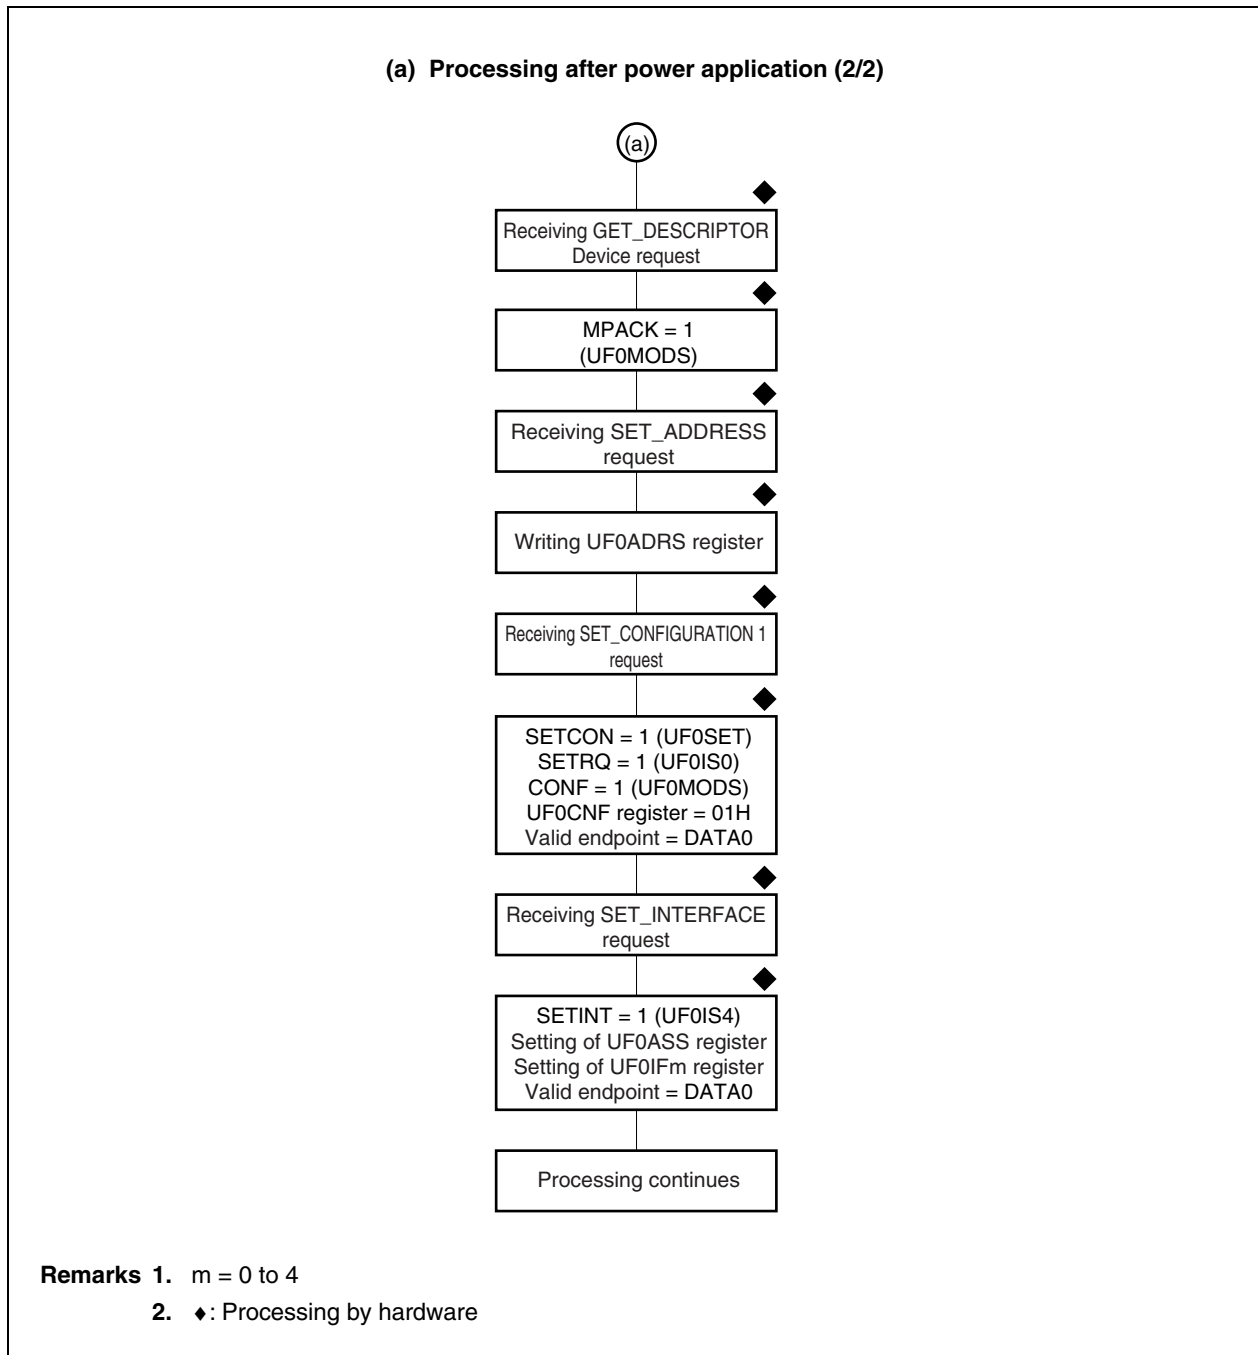 (a) Processing after power application (2/2)
(a)
Receiving GET_DESCRIPTOR
Device request
MPACK = 1
(UF0MODS)
Receiving SET_ADDRESS
request
Writing UF0ADRS register
Receiving SET_CONFIGURATION 1
request
SETCON = 1 (UF0SET)
SETRQ = 1 (UF0IS0)
CONF = 1 (UF0MODS)
UF0CNF register = 01H
Valid endpoint = DATA0
Receiving SET_INTERFACE
request
SETINT = 1 (UF0IS4)
Setting of UF0ASS register
Setting of UF0IFm register
Valid endpoint = DATA0
Processing continues
Remarks 1. m = 0 to 4
2. ♦: Processing by hardware